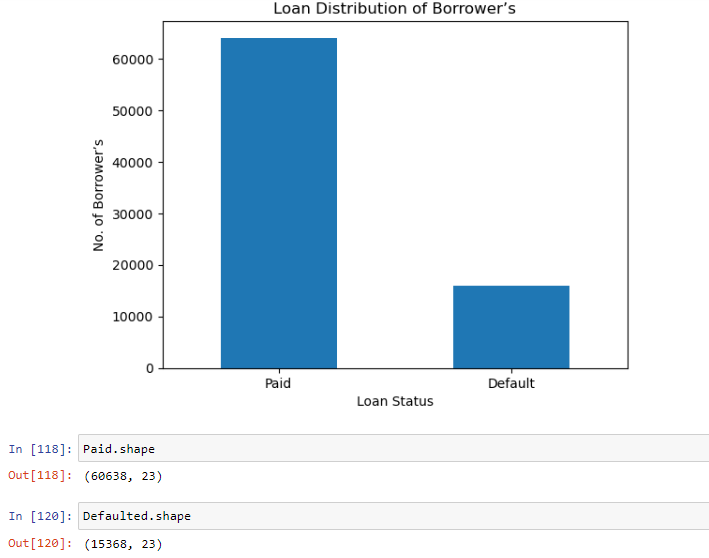 Loan Distribution of Borrower’s
No. of Borrower’s
60000
50000
40000
30000
20000
10000
0
Paid Default
Loan Status
In [118]: Paid.shape
Out[118]: (60638, 23)
In [120]: Defaulted.shape
Out[120]: (15368, 23)